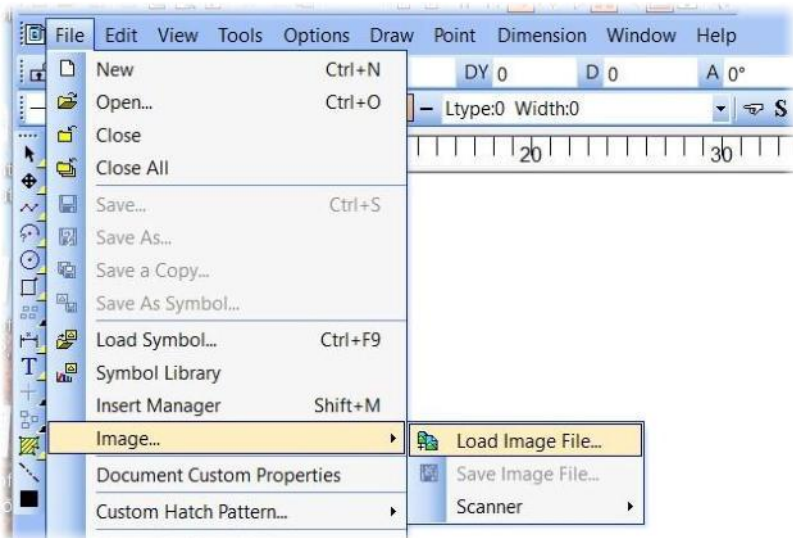 File Edit View Tools Options Draw Point Dimension Window Help
DY 0 D 0 A 0°
Ltype:0 Width:0 S
20 30
New Ctrl+N
Open... Ctrl+O
Close
Close All
Save... Ctrl+S
Save As...
Save a Copy...
Save As Symbol...
Load Symbol... Ctrl+F9
Symbol Library
Insert Manager Shift+M
Image...
Load Image File...
Document Custom Properties
Save Image File...
Custom Hatch Pattern...
Scanner
T